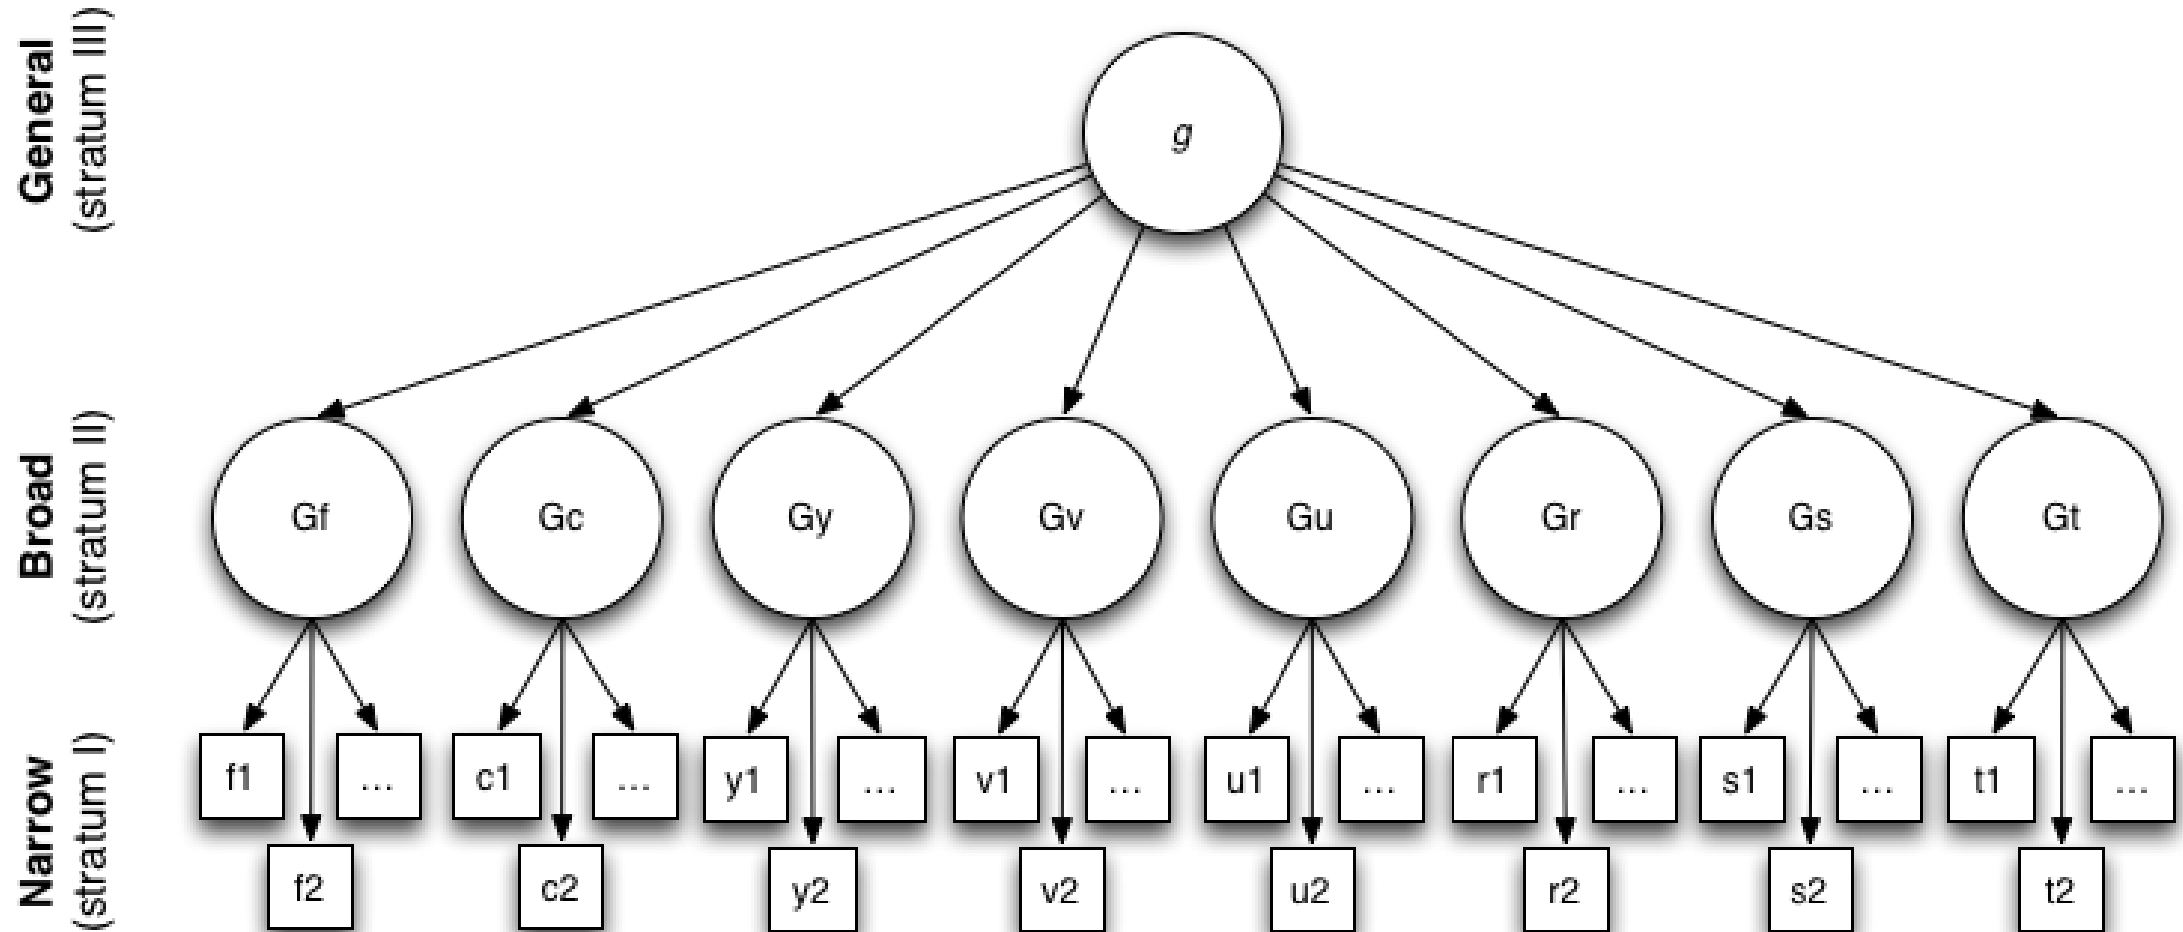 General
(stratum III)
g
Broad
(stratum II)
Gf Gc Gy Gv Gu Gr Gs Gt
Narrow
(stratum I)
f1 ... c1 ... y1 ... v1 ... u1 ... r1 ... s1 ... t1 ...
f2 c2 y2 v2 u2 r2 s2 t2